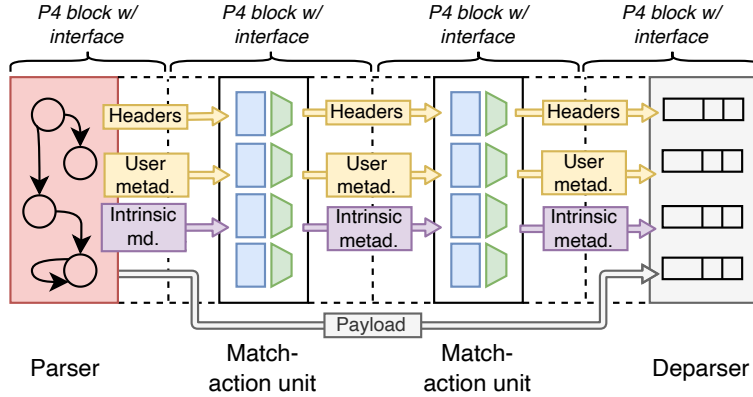 P4 block w/
interface
P4 block w/
interface
P4 block w/
interface
P4 block w/
interface
Headers
Headers
Headers
User
metad.
User
metad.
User
metad.
Intrinsic
md.
Intrinsic
metad.
Intrinsic
metad.
Payload
Parser
Match-
action unit
Match-
action unit
Deparser